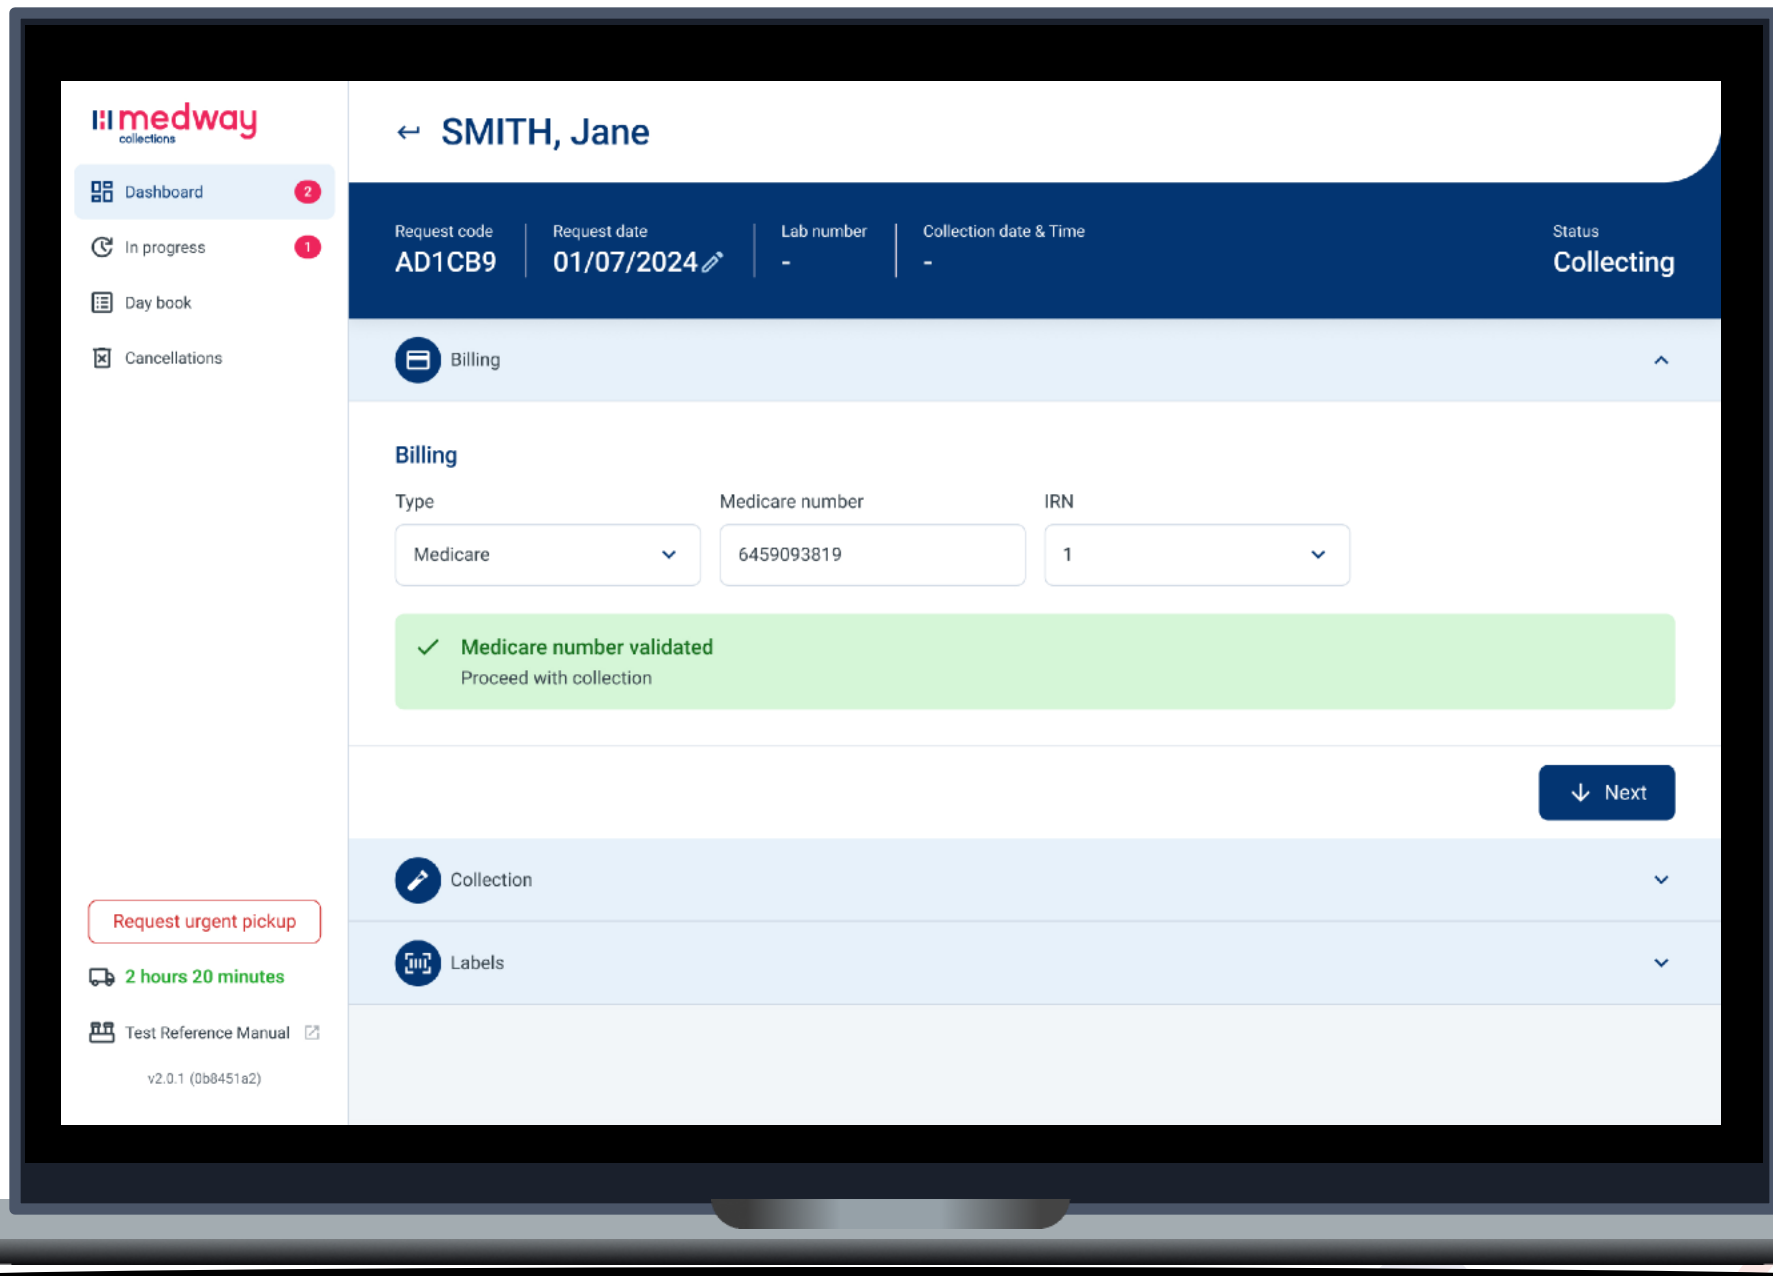 medway
collections
Dashboard 2
In progress 1
Day book
Cancellations
Request urgent pickup
2 hours 20 minutes
Test Reference Manual
v2.0.1 (0b8451a2)
SMITH, Jane
Request code
AD1CB9
Request date
01/07/2024
Lab number
-
Collection date & Time
-
Status
Collecting
Billing
Billing
Type
Medicare
Medicare number
6459093819
IRN
1
Medicare number validated
Proceed with collection
Next
Collection
Labels